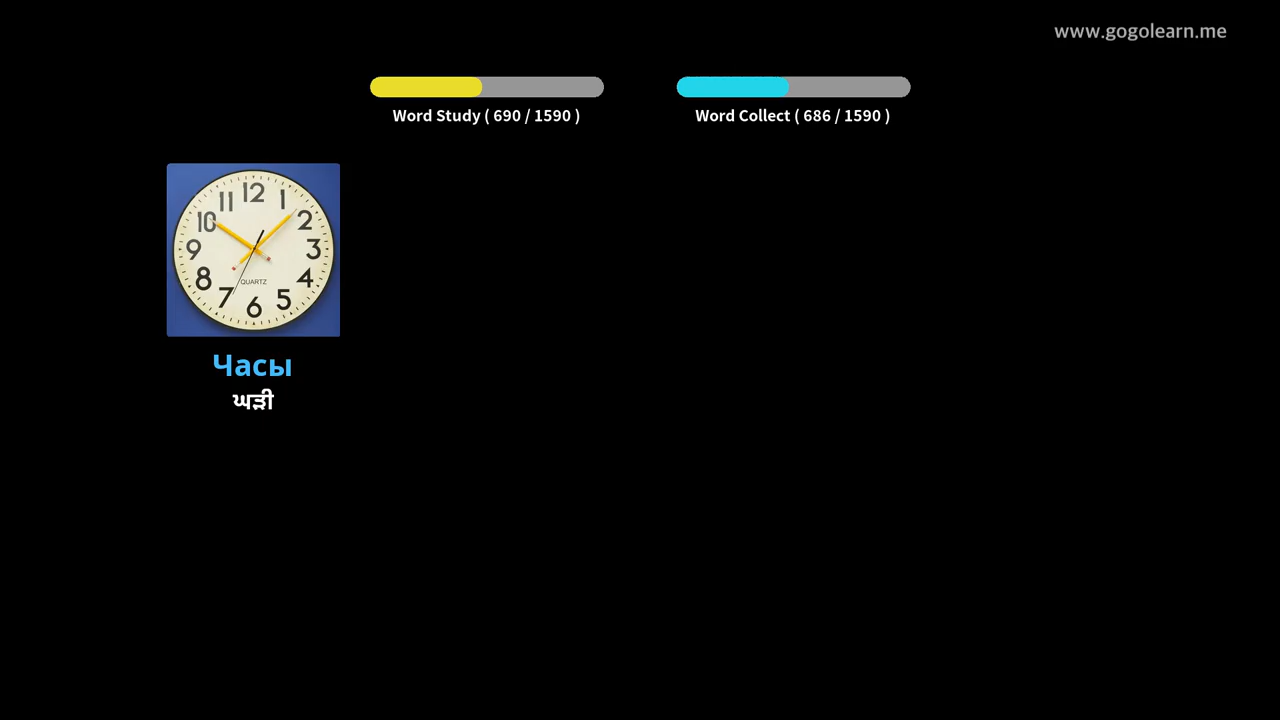 www.gogolearn.me
Word Study ( 690 / 1590 )
Word Collect ( 686 / 1590 )
12
11
1
10
2
9
3
8
4
QUARTZ
7
5
6
Часы
ਘੜੀ